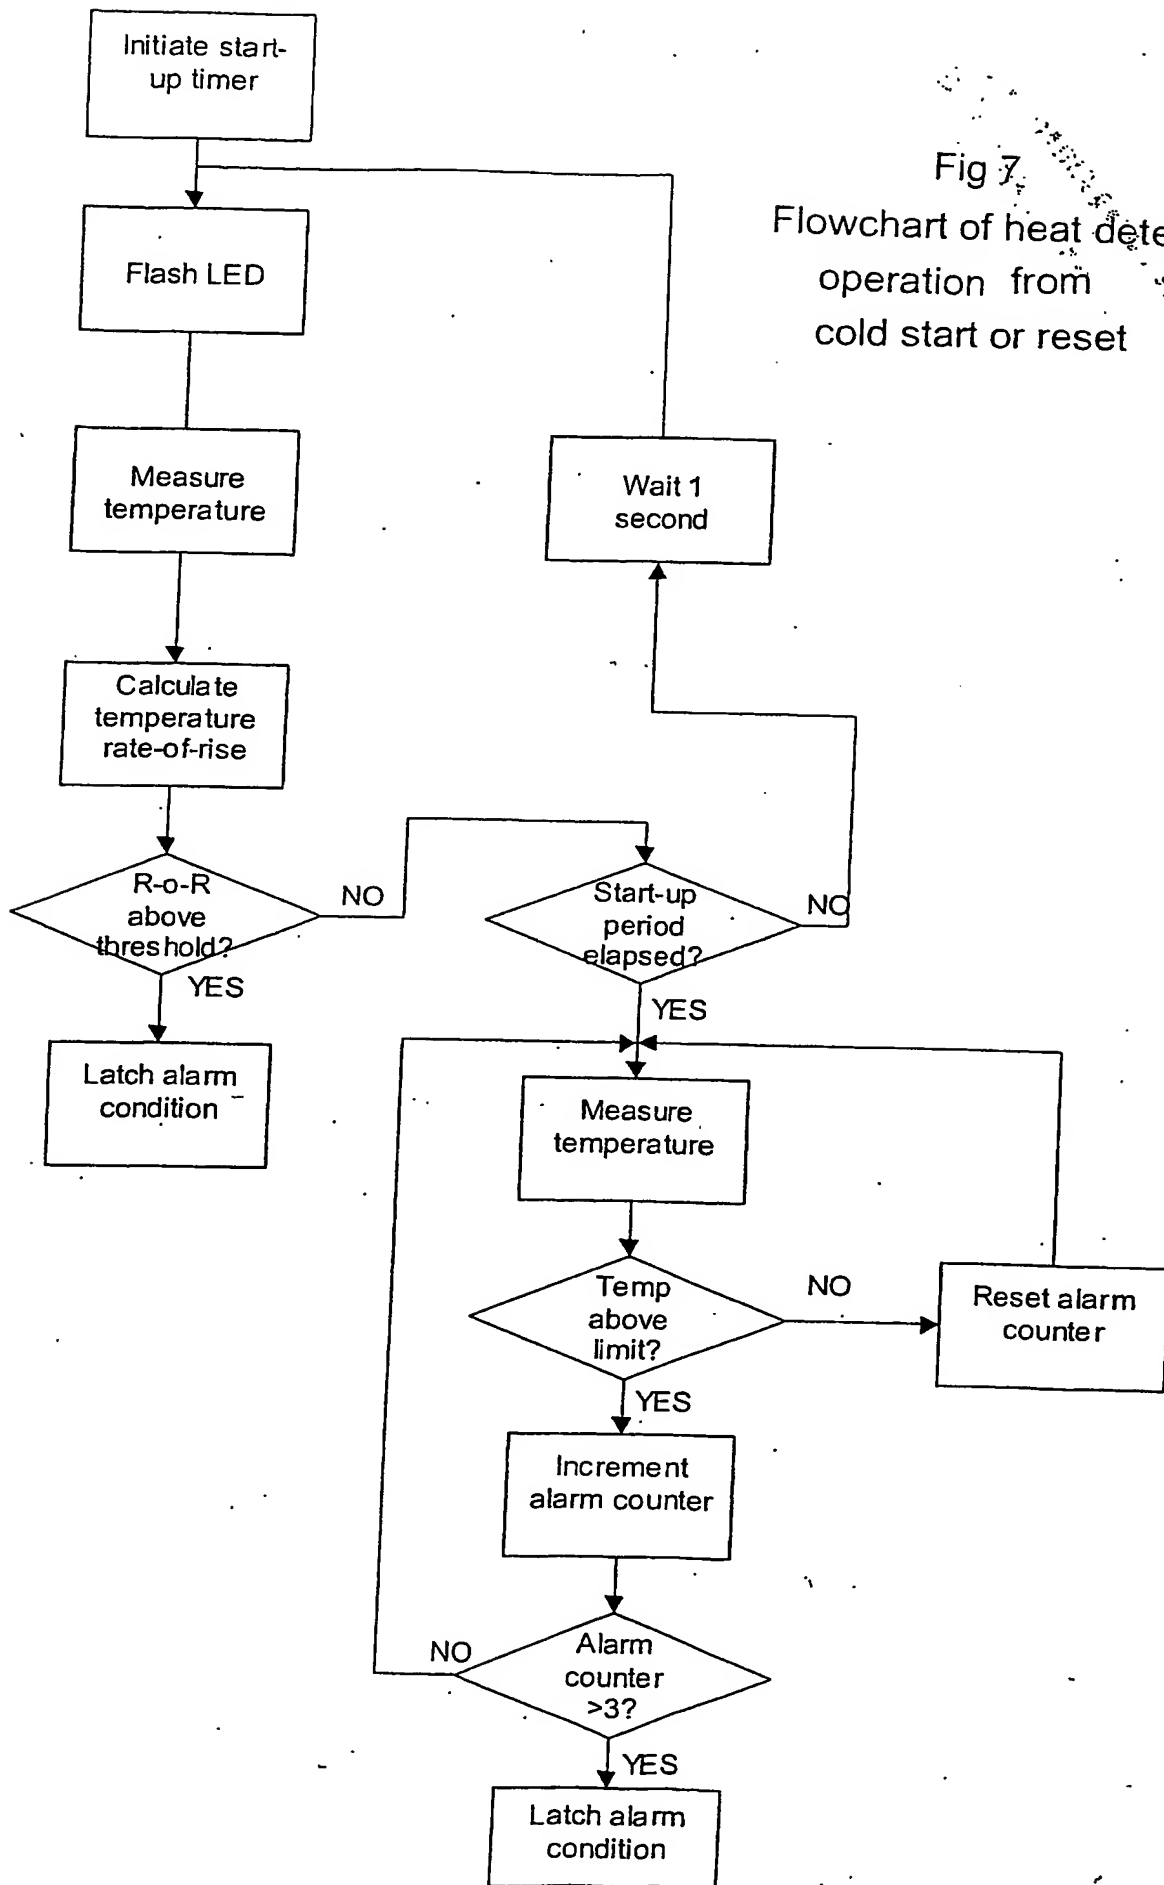 Initiate start-
up timer
Fig 7
Flowchart of heat dete
operation from
cold start or reset
Flash LED
Measure
temperature
Wait 1
second
Calculate
temperature
rate-of-rise
R-o-R
above
threshold?
NO
YES
Latch alarm
condition
Start-up
period
elapsed?
NO
YES
Measure
temperature
Temp
above
limit?
NO
Reset alarm
counter
YES
Increment
alarm counter
Alarm
counter
>3?
NO
YES
Latch alarm
condition